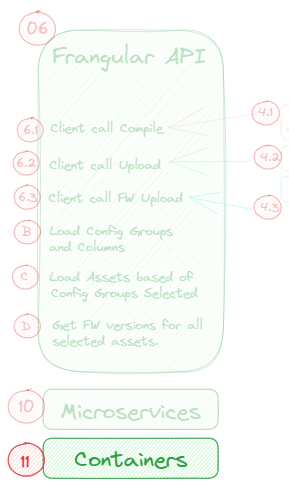 06
Frangular API
4.1
6.1 Client call Compile
4.2
6.2 Client call Upload
6.3 Client call FW Upload
4.3
B Load Config Groups
and Columns
C Load Assets based of
Config Groups Selected
D Get FW versions for all
selected assets.
10 Microservices
11 Containers